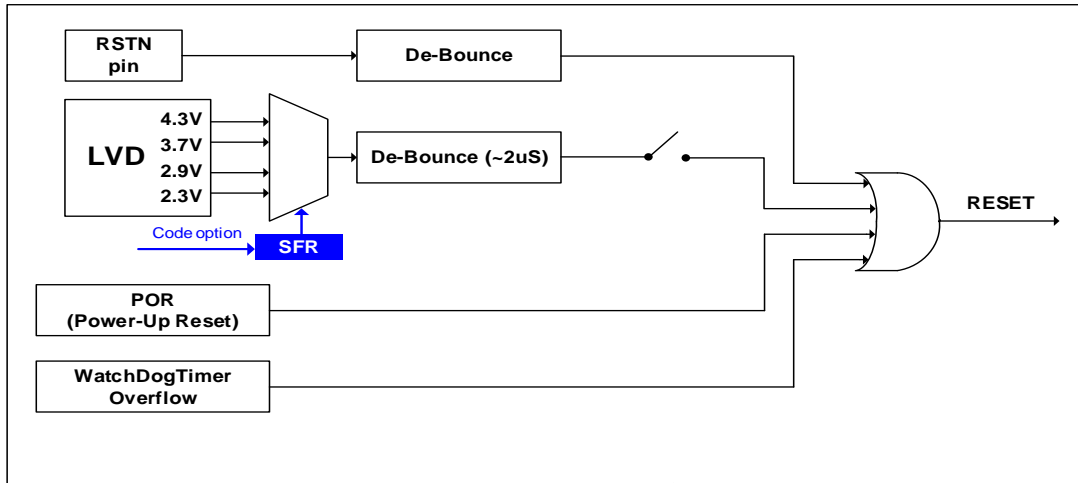 RSTN
pin
De-Bounce
LVD
4.3V
3.7V
2.9V
2.3V
De-Bounce (~2uS)
RESET
Code option
SFR
POR
(Power-Up Reset)
WatchDogTimer
Overflow